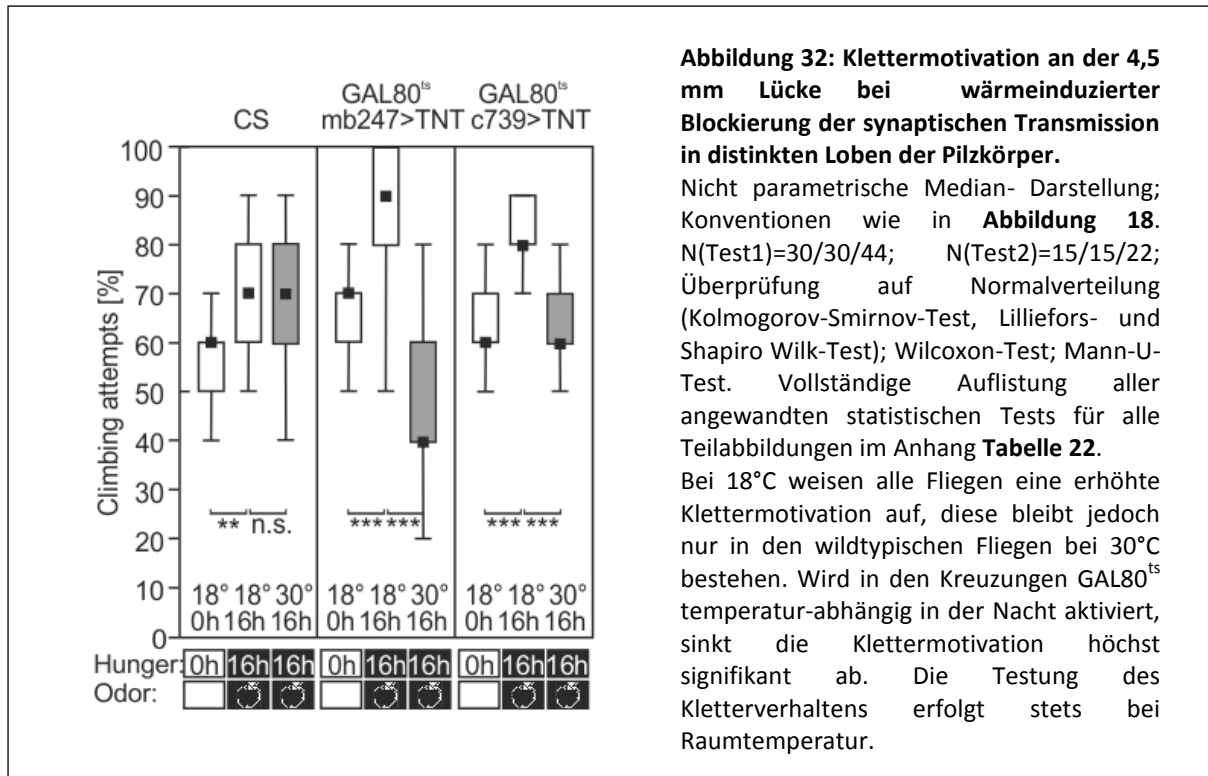 CS
GAL80ts
mb247>TNT
GAL80ts
c739>TNT
Climbing attempts [%]
100
90
80
70
60
50
40
30
20
10
0
** n.s.
*** ***
*** ***
18° 18° 30°
0h 16h 16h
18° 18° 30°
0h 16h 16h
18° 18° 30°
0h 16h 16h
Hunger: 0h 16h 16h 0h 16h 16h 0h 16h 16h
Odor:
Abbildung 32: Klettermotivation an der 4,5
mm Lücke bei wärmeinduzierter
Blockierung der synaptischen Transmission
in distinkten Loben der Pilzkörper.
Nicht parametrische Median- Darstellung;
Konventionen wie in Abbildung 18.
N(Test1)=30/30/44; N(Test2)=15/15/22;
Überprüfung auf Normalverteilung
(Kolmogorov-Smirnov-Test, Lilliefors- und
Shapiro Wilk-Test); Wilcoxon-Test; Mann-U-
Test. Vollständige Auflistung aller
angewandten statistischen Tests für alle
Teilabbildungen im Anhang Tabelle 22.
Bei 18°C weisen alle Fliegen eine erhöhte
Klettermotivation auf, diese bleibt jedoch
nur in den wildtypischen Fliegen bei 30°C
bestehen. Wird in den Kreuzungen GAL80ts
temperatur-abhängig in der Nacht aktiviert,
sinkt die Klettermotivation höchst
signifikant ab. Die Testung des
Kletterverhaltens erfolgt stets bei
Raumtemperatur.